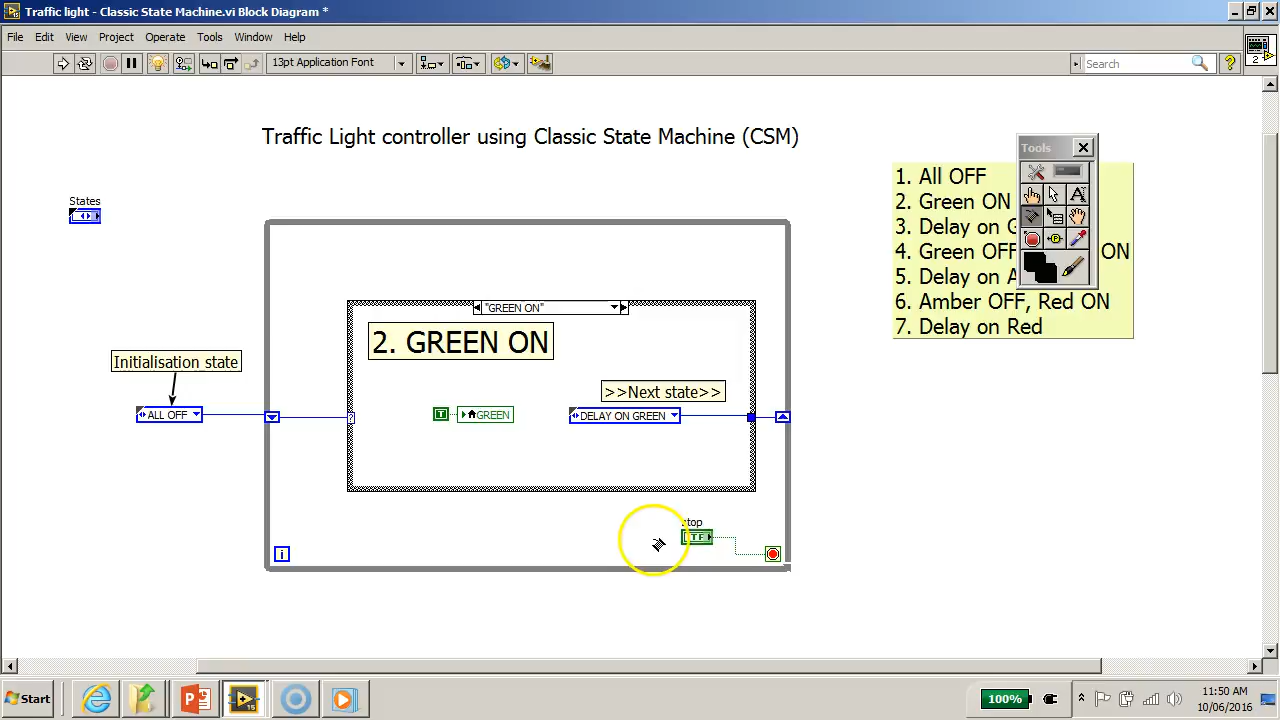 Traffic light - Classic State Machine.vi Block Diagram *
File Edit View Project Operate Tools Window Help
13pt Application Font
Search
?
2
Traffic Light controller using Classic State Machine (CSM)
Tools
1. All OFF
2. Green ON
3. Delay on G
4. Green OFF ON
5. Delay on A
6. Amber OFF, Red ON
7. Delay on Red
States
"GREEN ON"
2. GREEN ON
Initialisation state
>>Next state>>
ALL OFF
T
GREEN
DELAY ON GREEN
stop
TF
i
Start
100%
11:50 AM
10/06/2016